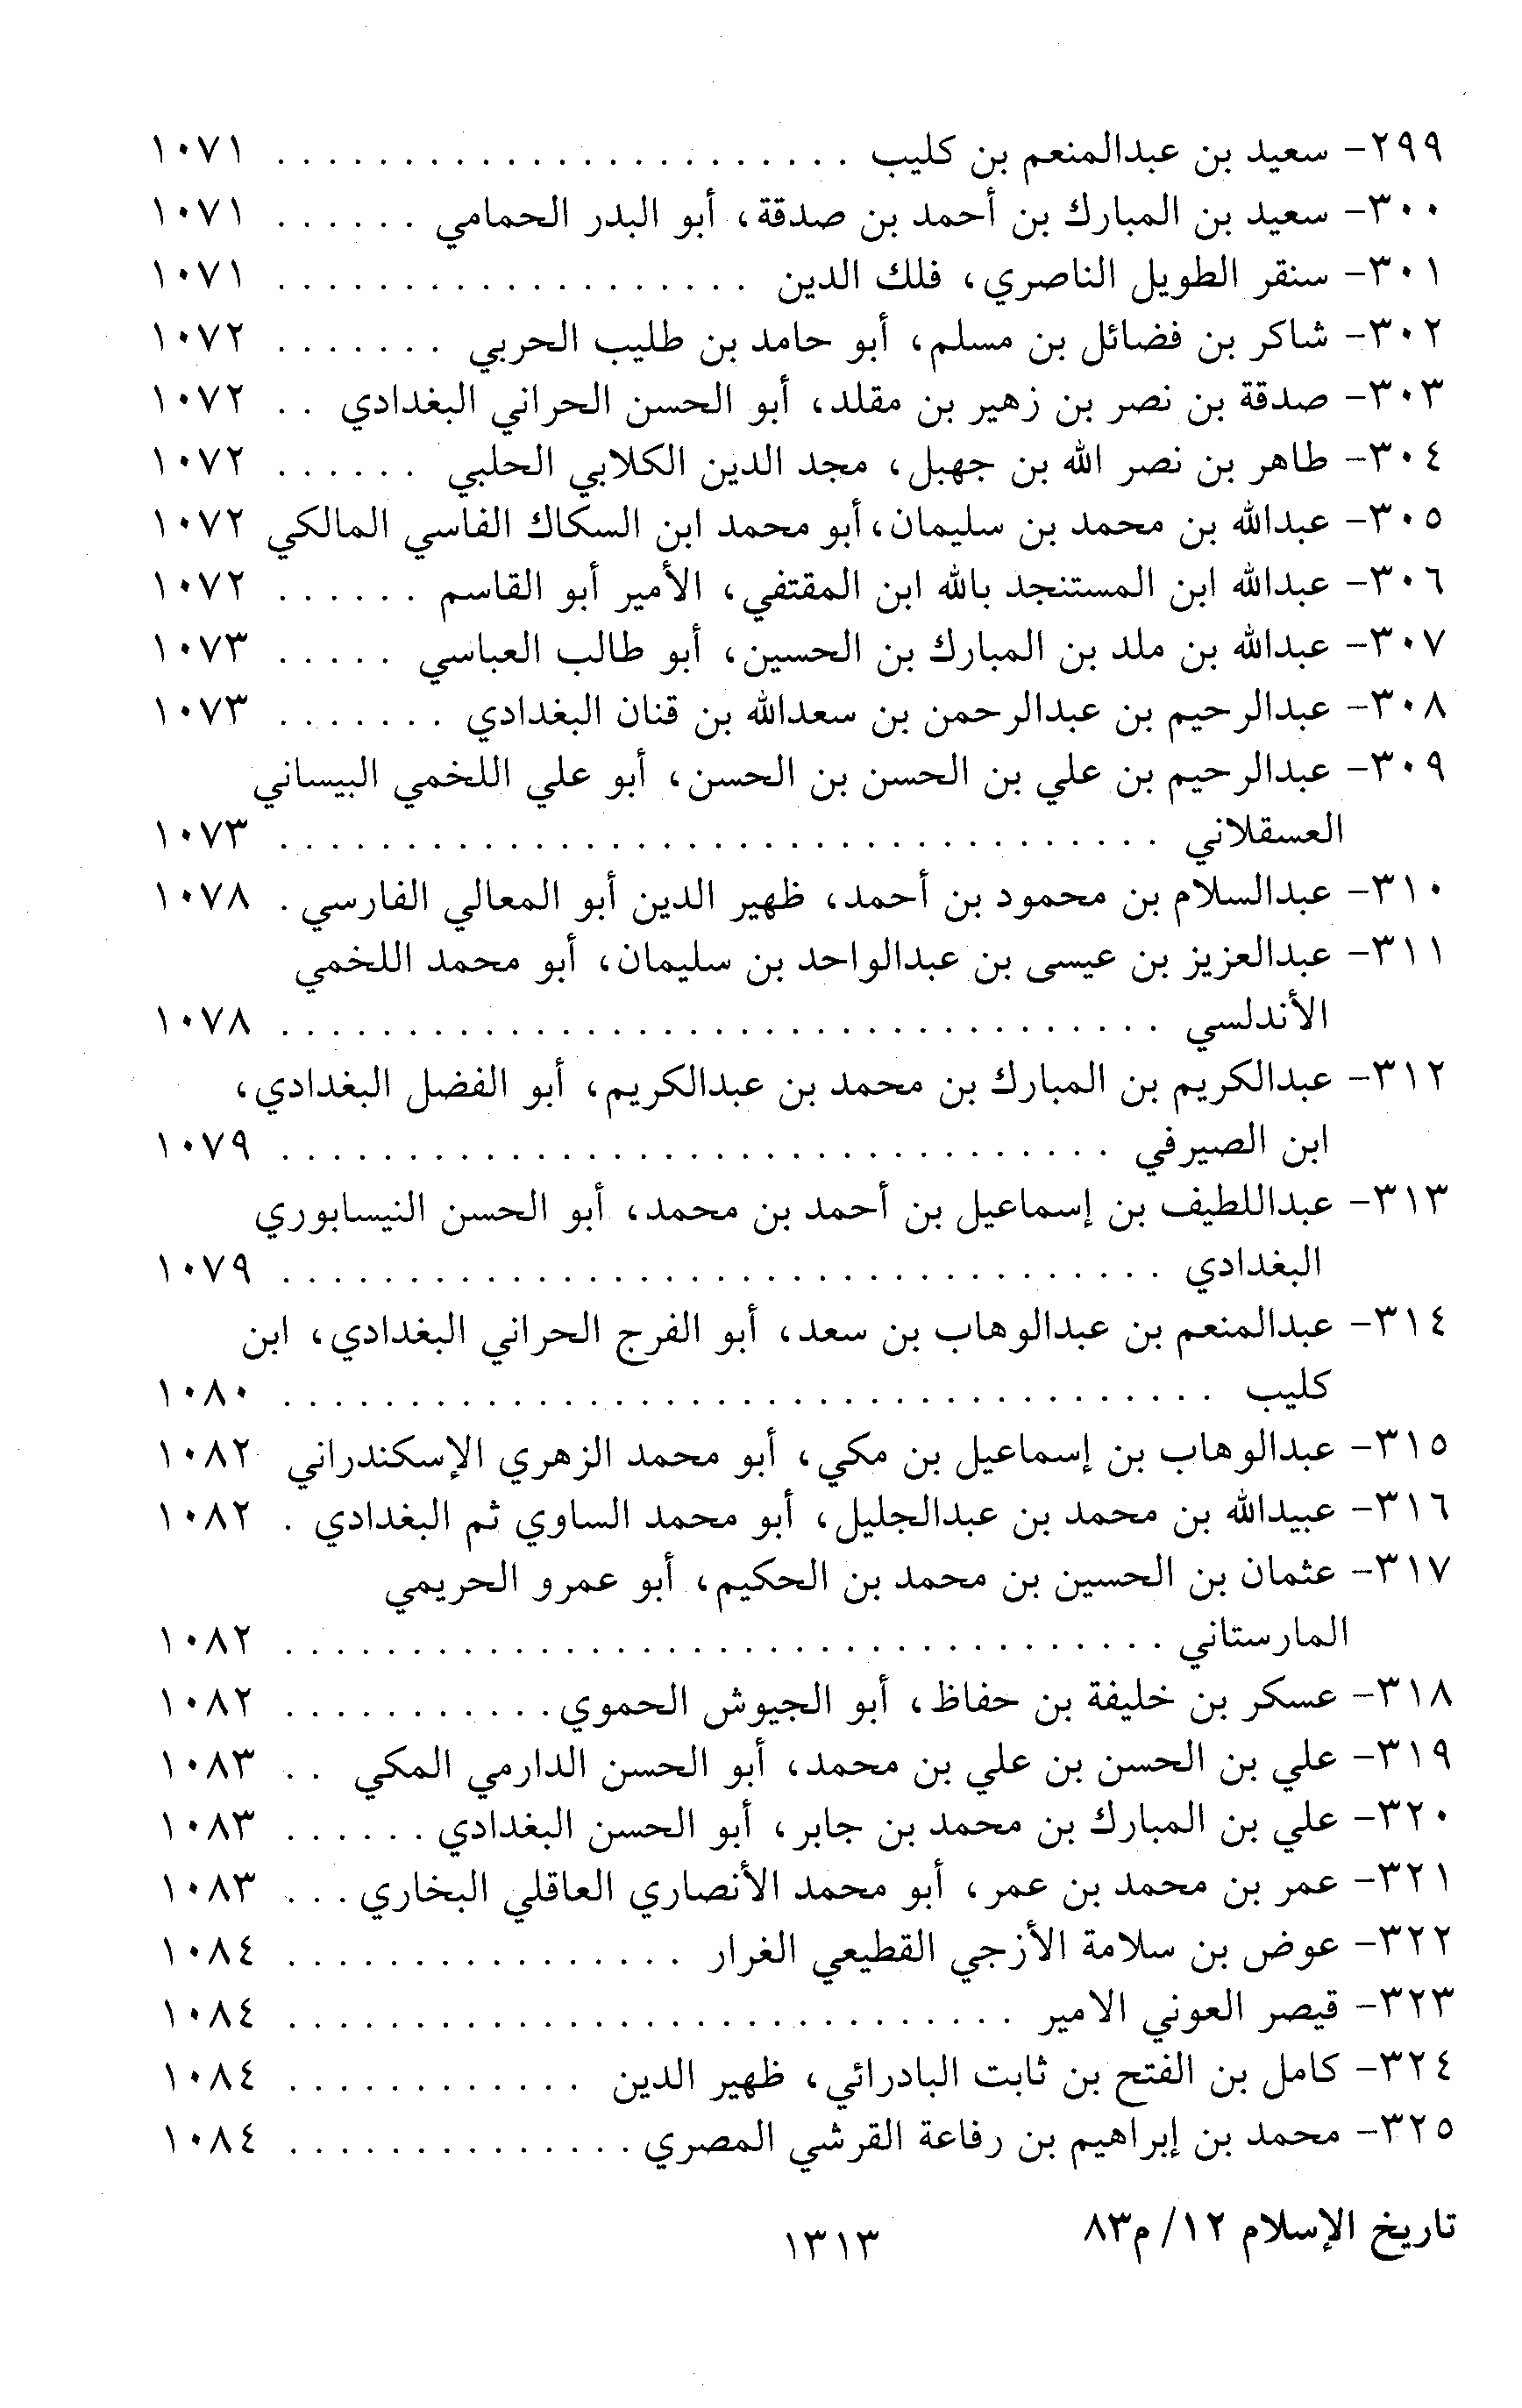 ٢٩٩- سعيد بن عبدالمنعم بن كليب . . . . . . . . . . . . . . . . . . . . . . . ١٠٧١
٣٠٠- سعيد بن المبارك بن أحمد بن صدقة، أبو البدر الحمامي . . . . . . ١٠٧١
٣٠١- سنقر الطويل الناصري، فلك الدين . . . . . . . . . . . . . . . . . . . ١٠٧١
٣٠٢- شاكر بن فضائل بن مسلم، أبو حامد بن طليب الحربي . . . . . . . ١٠٧٢
٣٠٣- صدقة بن نصر بن زهير بن مقلد، أبو الحسن الحراني البغدادي . . ١٠٧٢
٣٠٤- طاهر بن نصر الله بن جهبل، مجد الدين الكلابي الحلبي . . . . . . ١٠٧٢
٣٠٥- عبدالله بن محمد بن سليمان، أبو محمد ابن السكاك الفاسي المالكي ١٠٧٢
٣٠٦- عبدالله ابن المستنجد بالله ابن المقتفي، الأمير أبو القاسم . . . . . . ١٠٧٢
٣٠٧- عبدالله بن ملد بن المبارك بن الحسين، أبو طالب العباسي . . . . . ١٠٧٣
٣٠٨- عبدالرحيم بن عبدالرحمن بن سعدالله بن قنان البغدادي . . . . . . . ١٠٧٣
٣٠٩- عبدالرحيم بن علي بن الحسن بن الحسن، أبو علي اللخمي البيساني
العسقلاني . . . . . . . . . . . . . . . . . . . . . . . . . . . . . . . . . . . ١٠٧٣
٣١٠- عبدالسلام بن محمود بن أحمد، ظهير الدين أبو المعالي الفارسي . ١٠٧٨
٣١١- عبدالعزيز بن عيسى بن عبدالواحد بن سليمان، أبو محمد اللخمي
الأندلسي . . . . . . . . . . . . . . . . . . . . . . . . . . . . . . . . . . . ١٠٧٨
٣١٢- عبدالكريم بن المبارك بن محمد بن عبدالكريم، أبو الفضل البغدادي،
ابن الصيرفي . . . . . . . . . . . . . . . . . . . . . . . . . . . . . . . . . ١٠٧٩
٣١٣- عبداللطيف بن إسماعيل بن أحمد بن محمد، أبو الحسن النيسابوري
البغدادي . . . . . . . . . . . . . . . . . . . . . . . . . . . . . . . . . . . ١٠٧٩
٣١٤- عبدالمنعم بن عبدالوهاب بن سعد، أبو الفرج الحراني البغدادي، ابن
كليب . . . . . . . . . . . . . . . . . . . . . . . . . . . . . . . . . . . . . ١٠٨٠
٣١٥- عبدالوهاب بن إسماعيل بن مكي، أبو محمد الزهري الإسكندراني ١٠٨٢
٣١٦- عبيدالله بن محمد بن عبدالجليل، أبو محمد الساوي ثم البغدادي . ١٠٨٢
٣١٧- عثمان بن الحسين بن محمد بن الحكيم، أبو عمرو الحريمي
المارستاني . . . . . . . . . . . . . . . . . . . . . . . . . . . . . . . . . . . ١٠٨٢
٣١٨- عسكر بن خليفة بن حفاظ، أبو الجيوش الحموي . . . . . . . . . . . ١٠٨٢
٣١٩- علي بن الحسن بن علي بن محمد، أبو الحسن الدارمي المكي . . ١٠٨٣
٣٢٠- علي بن المبارك بن محمد بن جابر، أبو الحسن البغدادي . . . . . . ١٠٨٣
٣٢١- عمر بن محمد بن عمر، أبو محمد الأنصاري العاقلي البخاري . . . ١٠٨٣
٣٢٢- عوض بن سلامة الأزجي القطيعي الغرار . . . . . . . . . . . . . . . . ١٠٨٤
٣٢٣- قيصر العوني الامير . . . . . . . . . . . . . . . . . . . . . . . . . . . . . ١٠٨٤
٣٢٤- كامل بن الفتح بن ثابت البادرائي، ظهير الدين . . . . . . . . . . . . ١٠٨٤
٣٢٥- محمد بن إبراهيم بن رفاعة القرشي المصري . . . . . . . . . . . . . . ١٠٨٤
تاريخ الإسلام ١٢/ م٨٣
١٣١٣